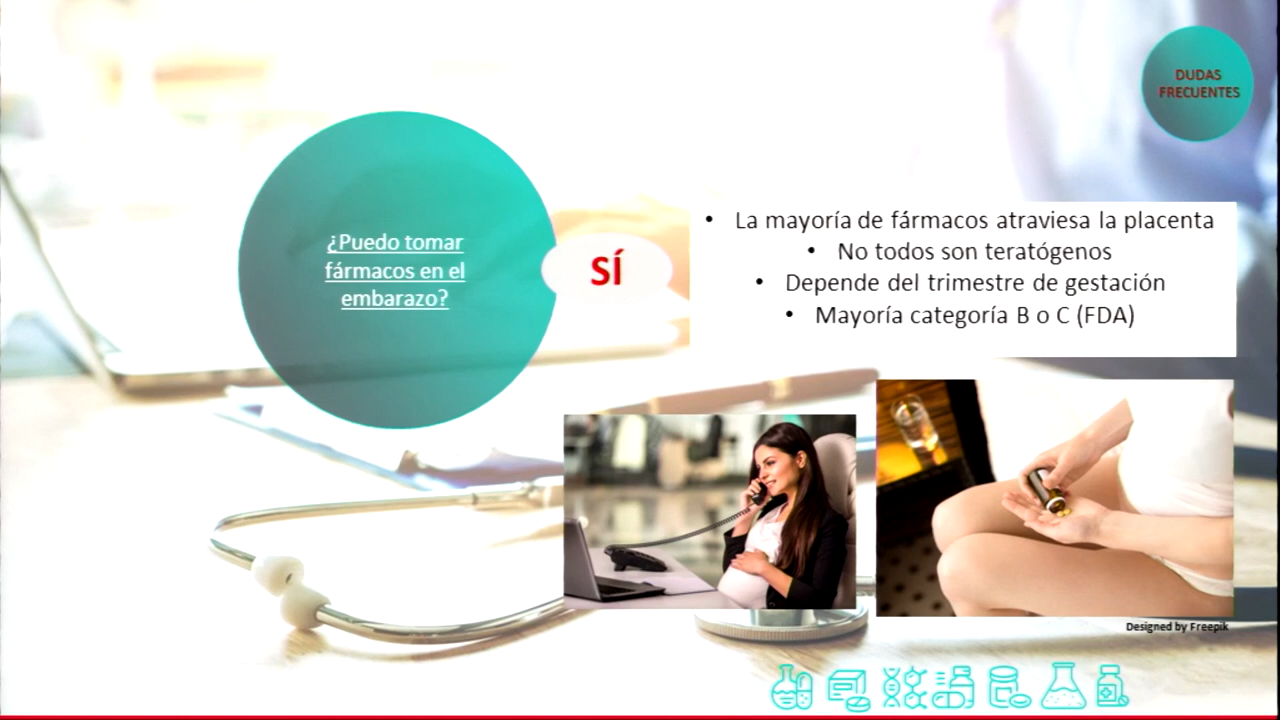 DUDAS
FRECUENTES
¿Puedo tomar
fármacos en el
embarazo?
SÍ
• La mayoría de fármacos atraviesa la placenta
• No todos son teratógenos
• Depende del trimestre de gestación
• Mayoría categoría B o C (FDA)
Designed by Freepik